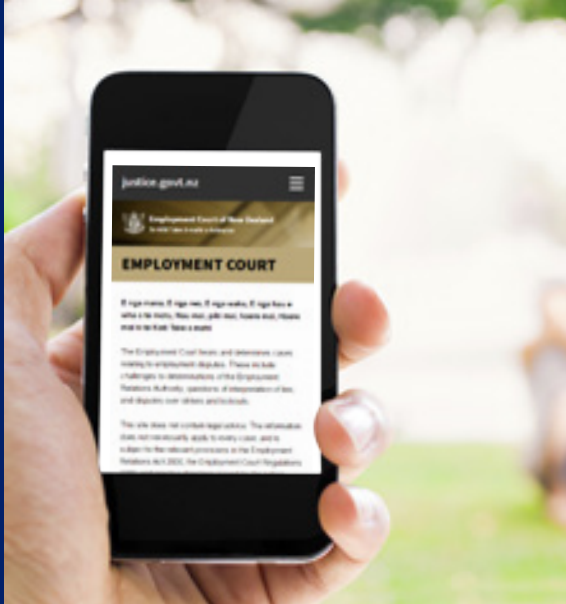 justice.govt.nz
Employment Court of New Zealand
EMPLOYMENT COURT
E nga mana, E nga reo, E nga waka, E nga hau e
wha o te motu, Nau mai, piki mai, haere mai, Haere
mai ki te Kooti Take a mahi
The Employment Court hears and determines cases
relating to employment disputes. These include
challenges to determinations of the Employment
Relations Authority, questions of interpretation of law,
and disputes over strikes and lockouts.
This site does not contain legal advice. The information
does not necessarily apply to every case, and is
subject to the relevant provisions in the Employment
Relations Act 2000, the Employment Court Regulations